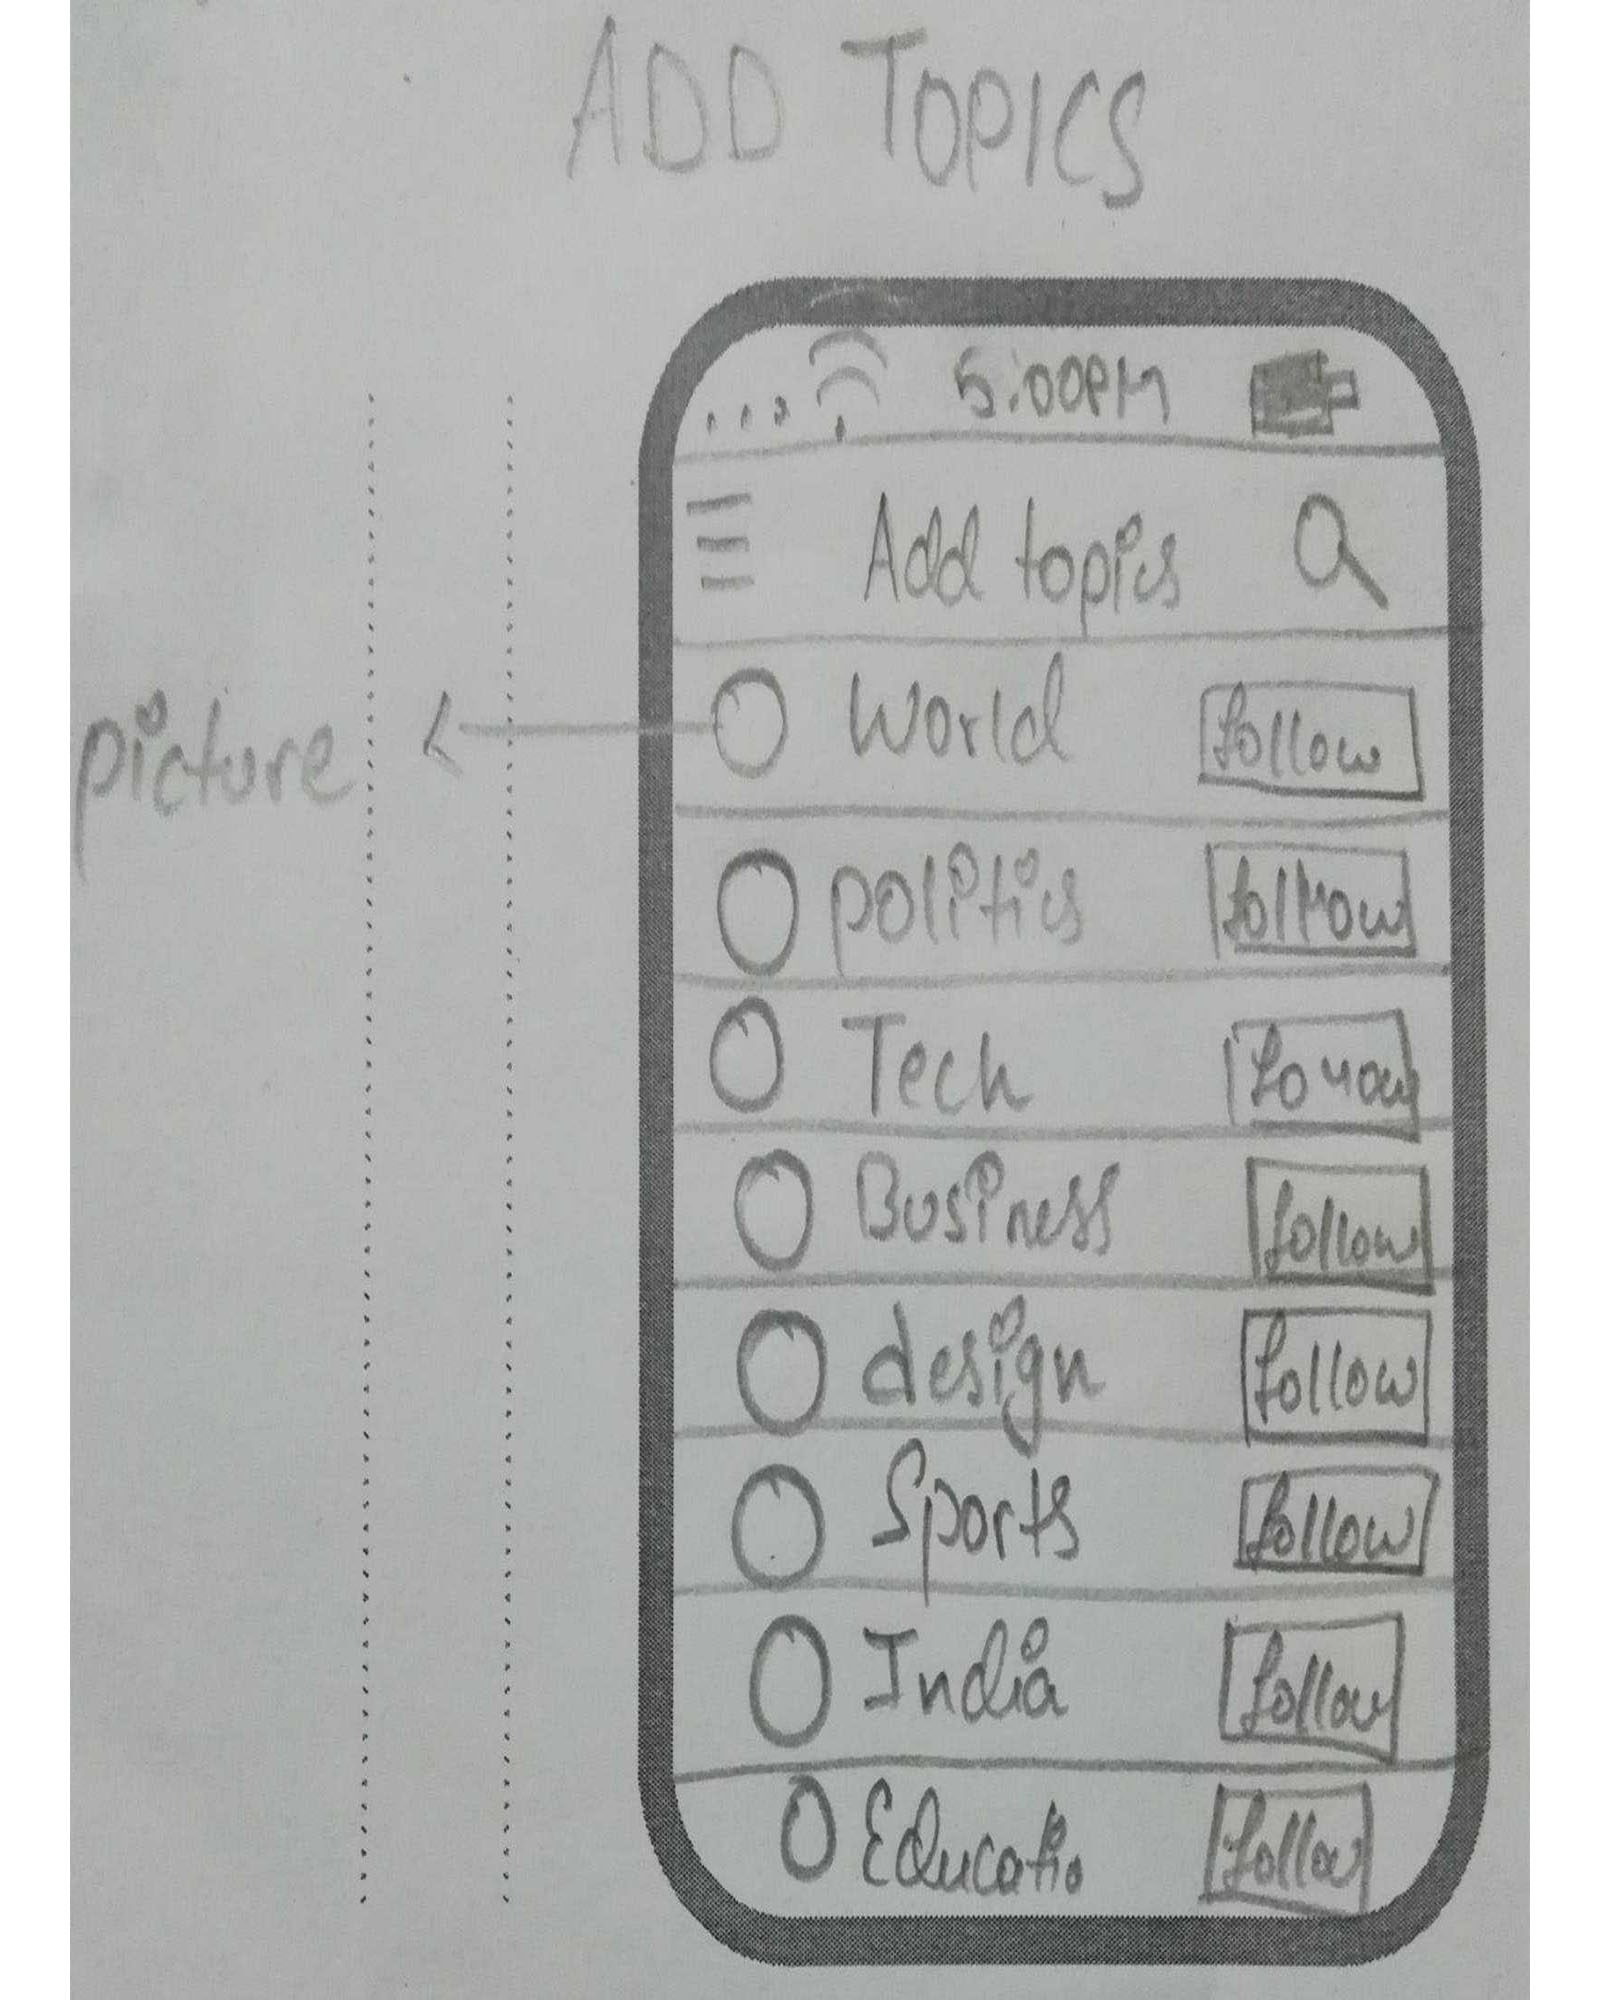 ADD TOPICS
5:00PM
Add topics
World follow
picture
politics follow
Tech follow
Business follow
design follow
Sports follow
India follow
Educatio follow